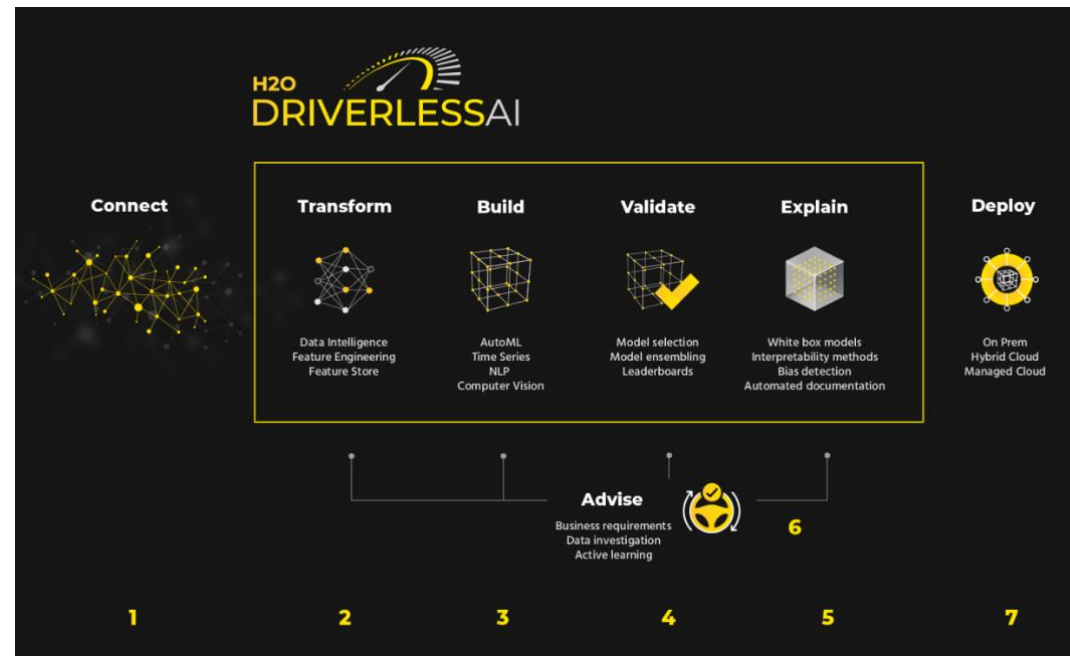 H2O
DRIVERLESSAI
Connect
Transform
Data Intelligence
Feature Engineering
Feature Store
Build
AutoML
Time Series
NLP
Computer Vision
Validate
Model selection
Model ensembling
Leaderboards
Explain
White box models
Interpretability methods
Bias detection
Automated documentation
Deploy
On Prem
Hybrid Cloud
Managed Cloud
Advise
Business requirements
Data investigation
Active learning
6
1
2
3
4
5
7